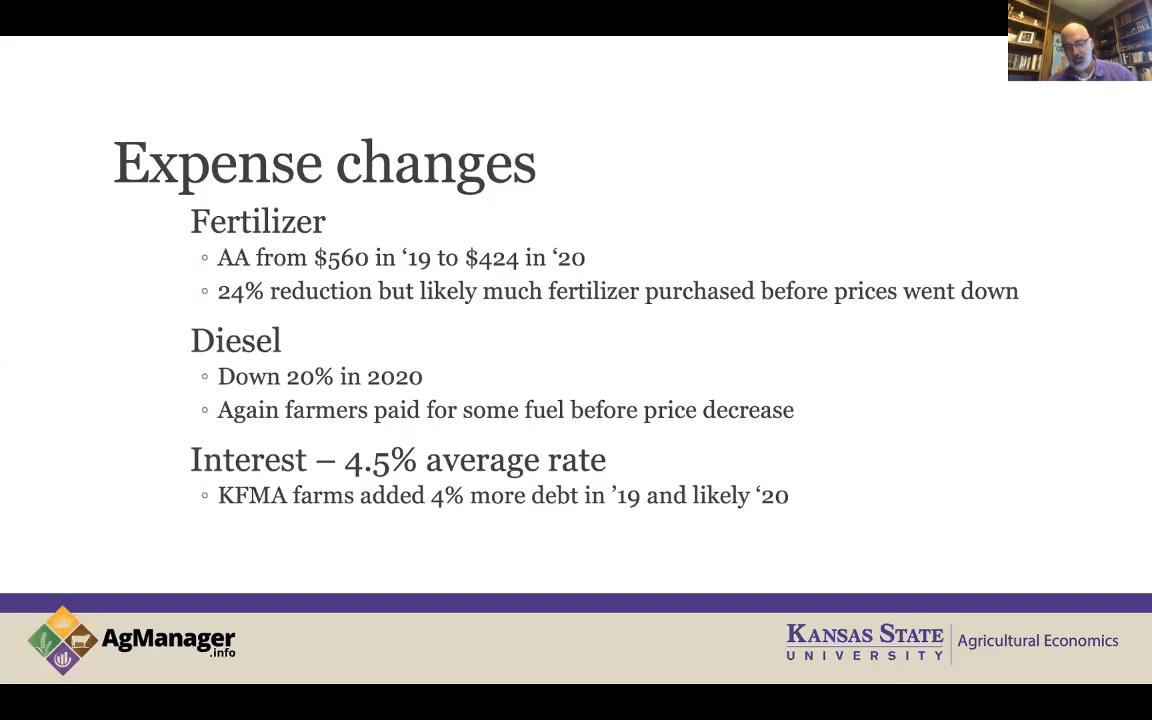 Expense changes
Fertilizer
◦ AA from $560 in ‘19 to $424 in ‘20
◦ 24% reduction but likely much fertilizer purchased before prices went down
Diesel
◦ Down 20% in 2020
◦ Again farmers paid for some fuel before price decrease
Interest – 4.5% average rate
◦ KFMA farms added 4% more debt in ’19 and likely ‘20
AgManager
.info
KANSAS STATE
UNIVERSITY
Agricultural Economics